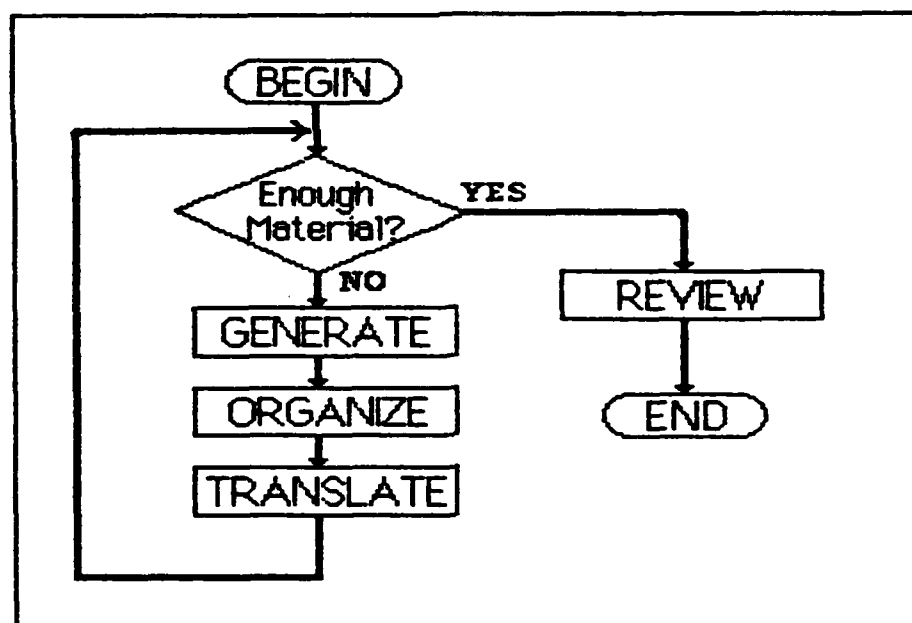 BEGIN
Enough
Material?
YES
NO
GENERATE
ORGANIZE
TRANSLATE
REVIEW
END